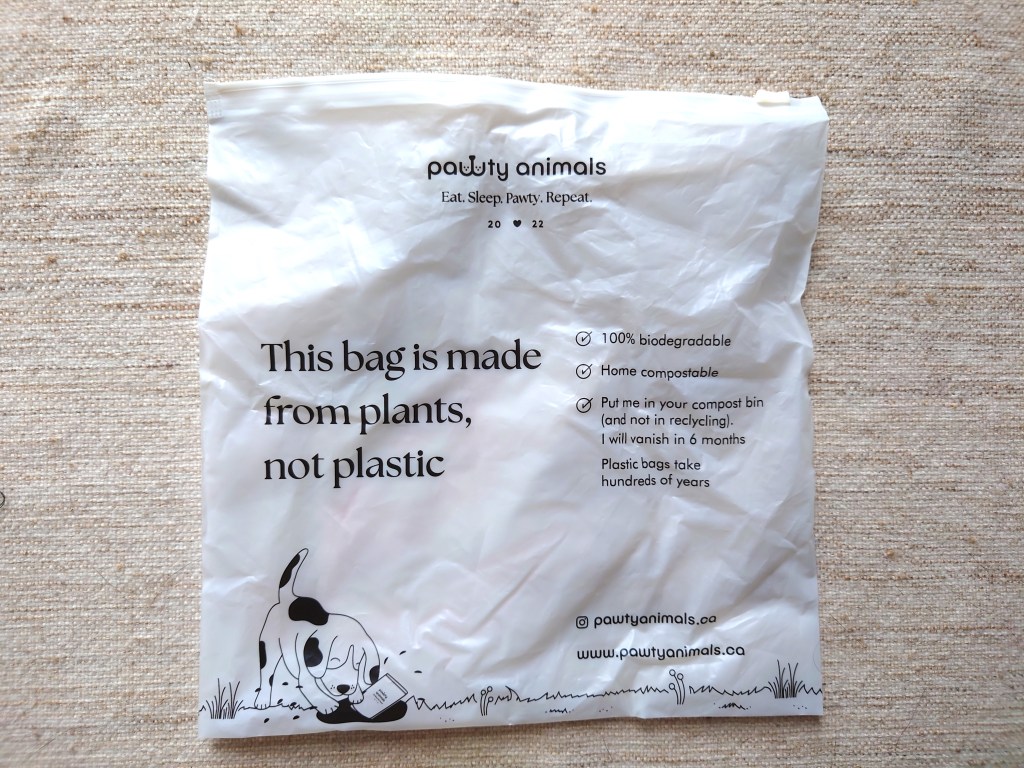 pawty animals
Eat. Sleep. Pawty. Repeat.
20 22
This bag is made
from plants,
not plastic
100% biodegradable
Home compostable
Put me in your compost bin
(and not in reclycling).
I will vanish in 6 months
Plastic bags take
hundreds of years
pawtyanimals.ca
www.pawtyanimals.ca